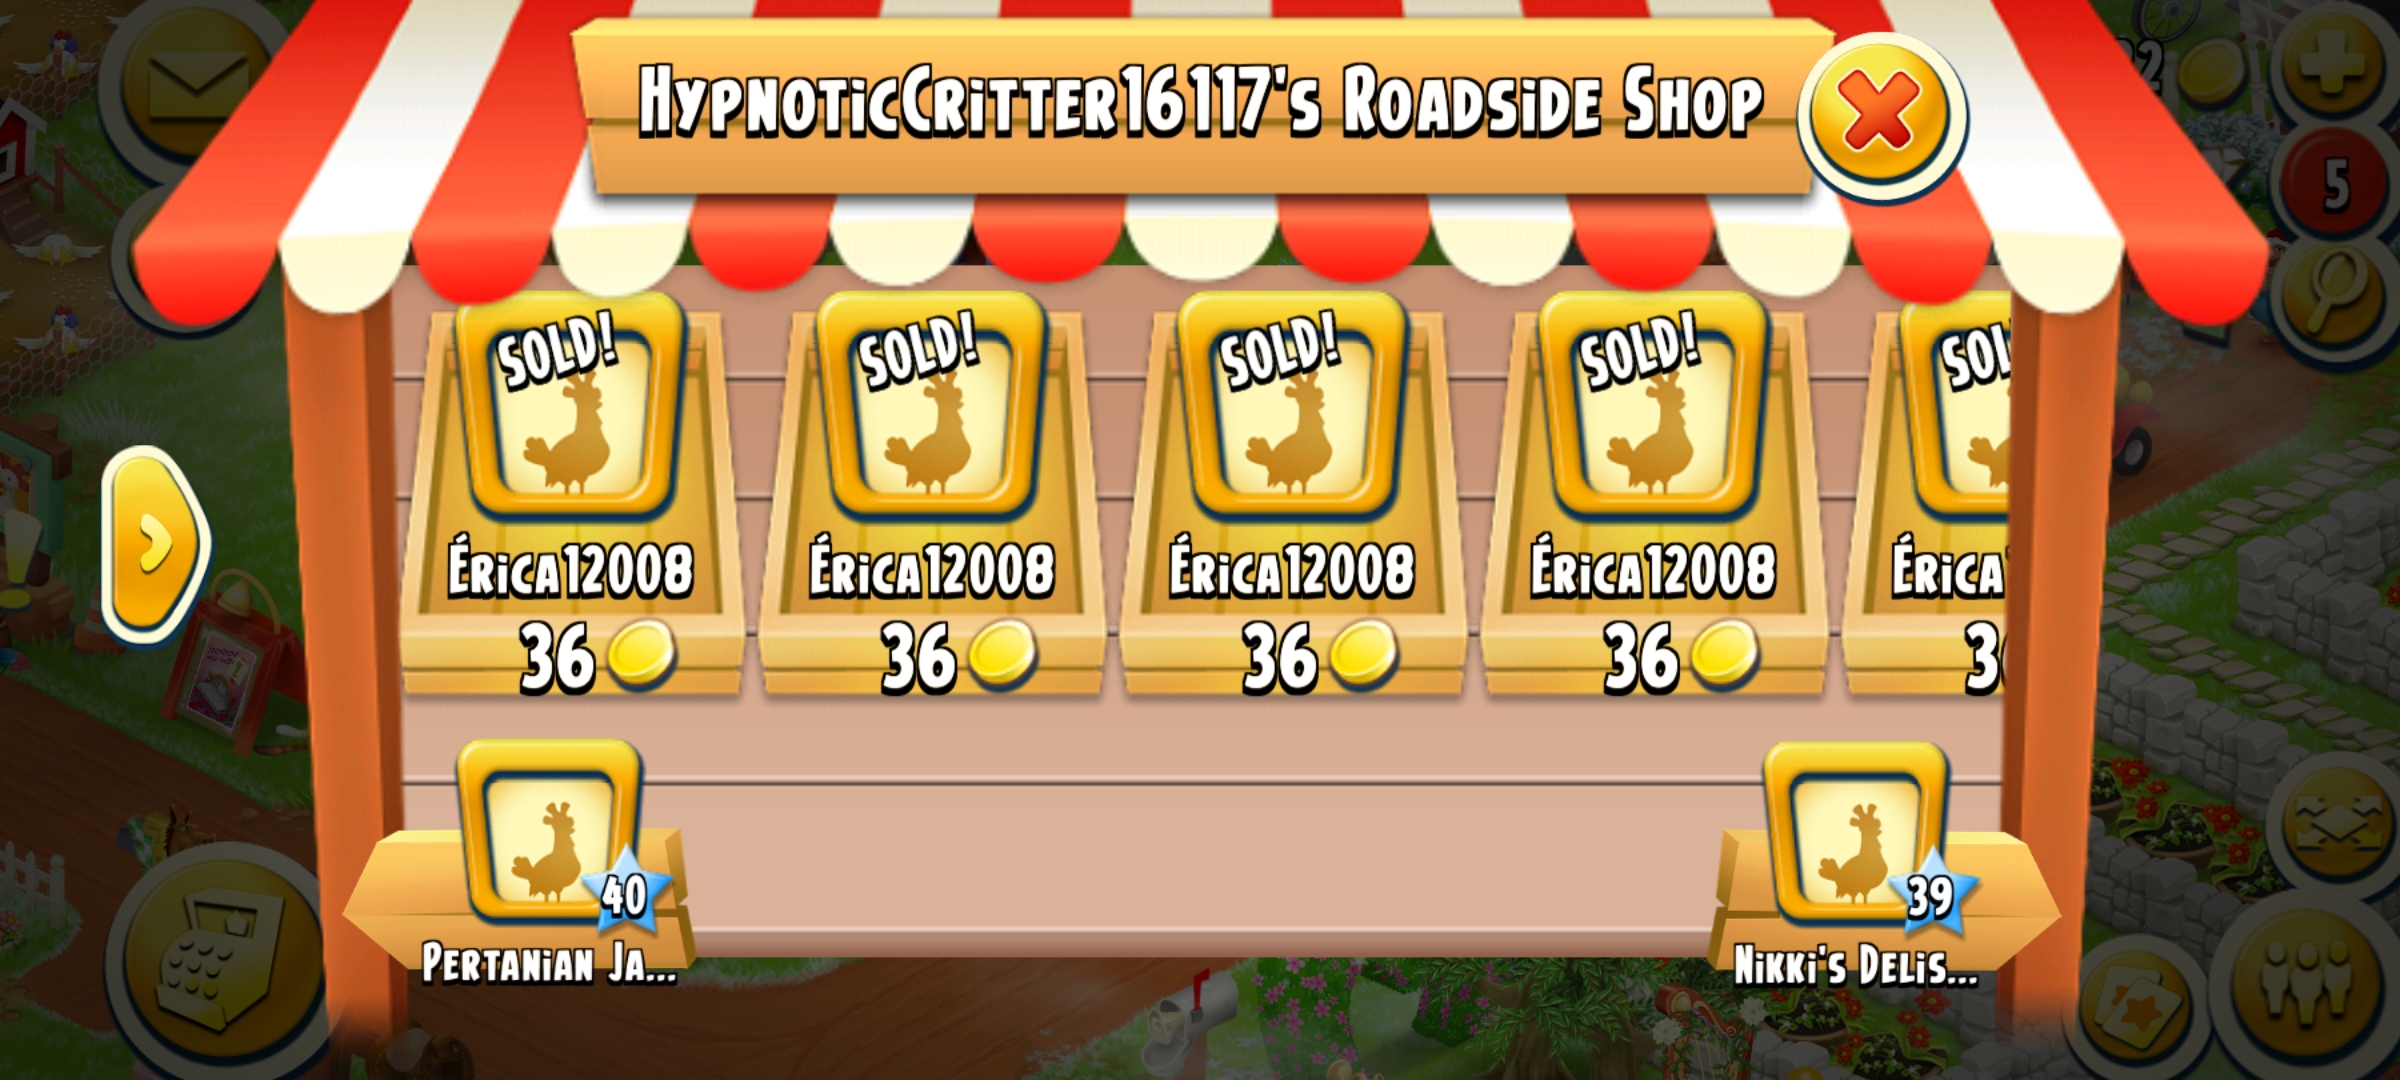 HypnoticCritter16117's Roadside Shop
5
SOLD! SOLD! SOLD! SOLD!
Érica12008 Érica12008 Érica12008 Érica12008 Érica
36 36 36 36
40 39
Pertanian Ja... Nikki's Delis...